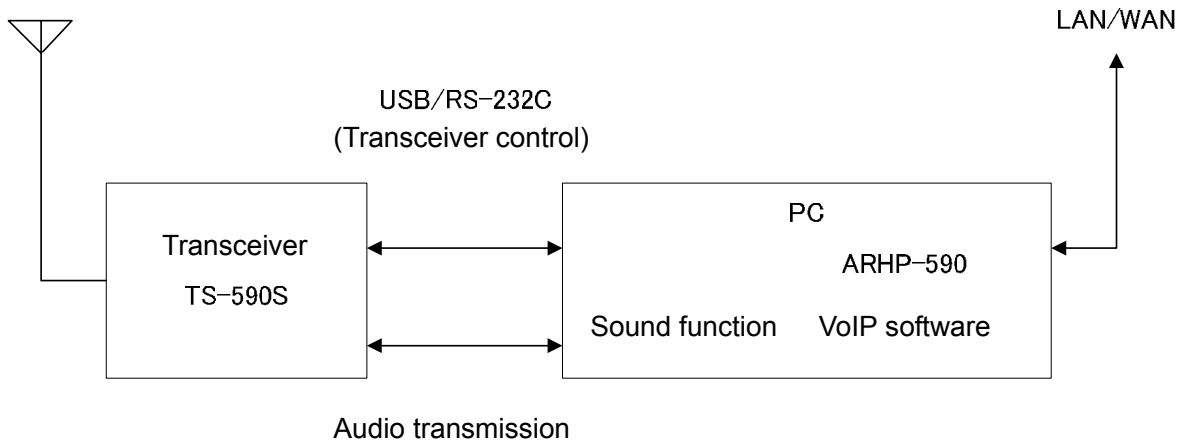 LAN/WAN
USB/RS-232C
(Transceiver control)
Transceiver
TS-590S
PC
ARHP-590
Sound function
VoIP software
Audio transmission